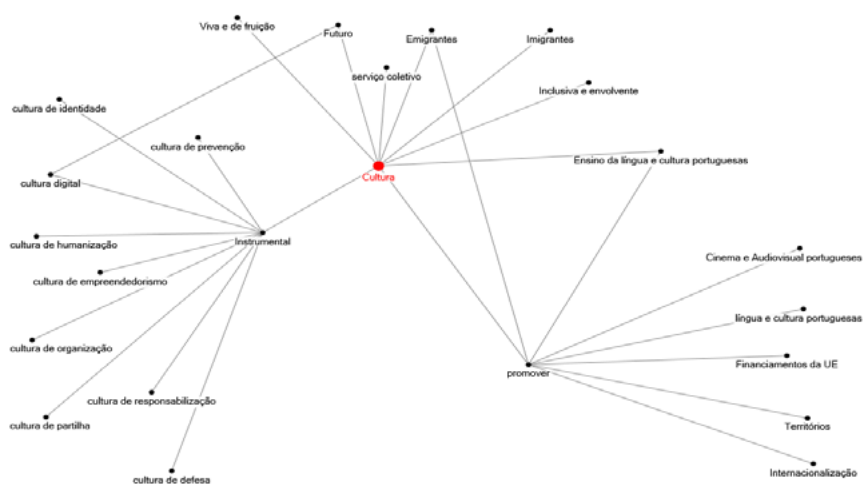 Viva e de fruição
Futuro
Emigrantes
Imigrantes
serviço coletivo
Inclusiva e envolvente
cultura de identidade
cultura de prevenção
Ensino da língua e cultura portuguesas
Cultura
cultura digital
cultura de humanização
Instrumental
Cinema e Audiovisual portugueses
cultura de empreendedorismo
língua e cultura portuguesas
cultura de organização
Financiamentos da UE
promover
cultura de responsabilização
cultura de partilha
Territórios
Internacionalização
cultura de defesa